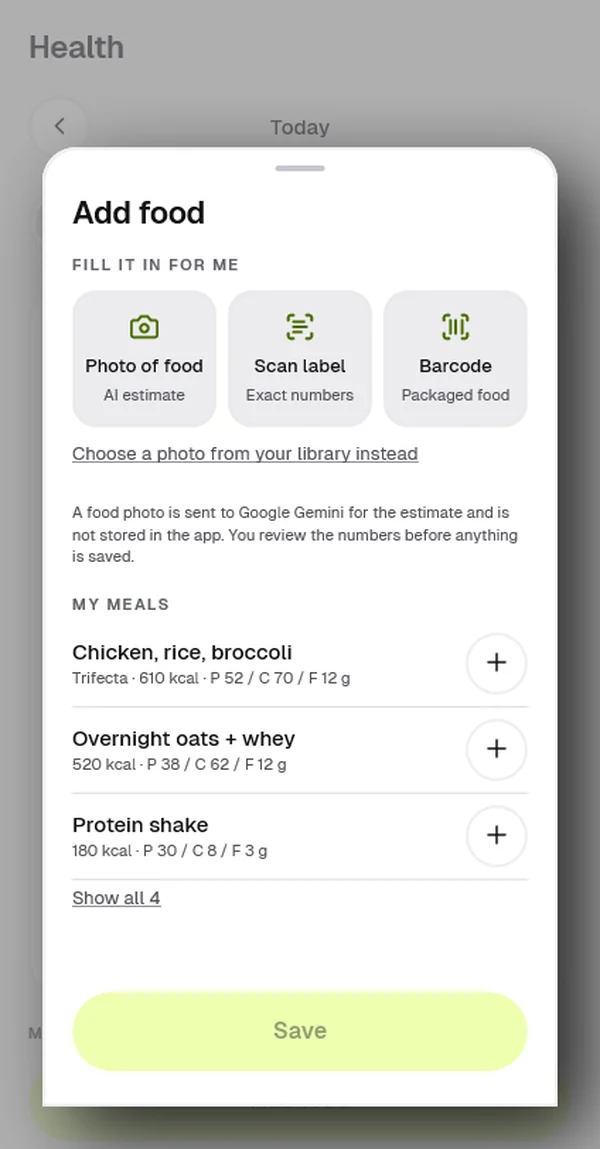 Health
Today
Add food
FILL IT IN FOR ME
Photo of food
AI estimate
Scan label
Exact numbers
Barcode
Packaged food
Choose a photo from your library instead
A food photo is sent to Google Gemini for the estimate and is
not stored in the app. You review the numbers before anything
is saved.
MY MEALS
Chicken, rice, broccoli
Trifecta · 610 kcal · P 52 / C 70 / F 12 g
Overnight oats + whey
520 kcal · P 38 / C 62 / F 12 g
Protein shake
180 kcal · P 30 / C 8 / F 3 g
Show all 4
Save